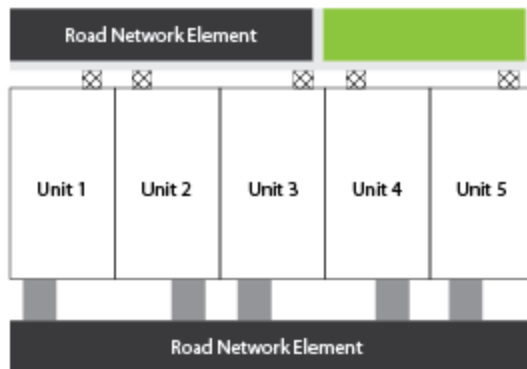 Road Network Element
Unit 1
Unit 2
Unit 3
Unit 4
Unit 5
Road Network Element